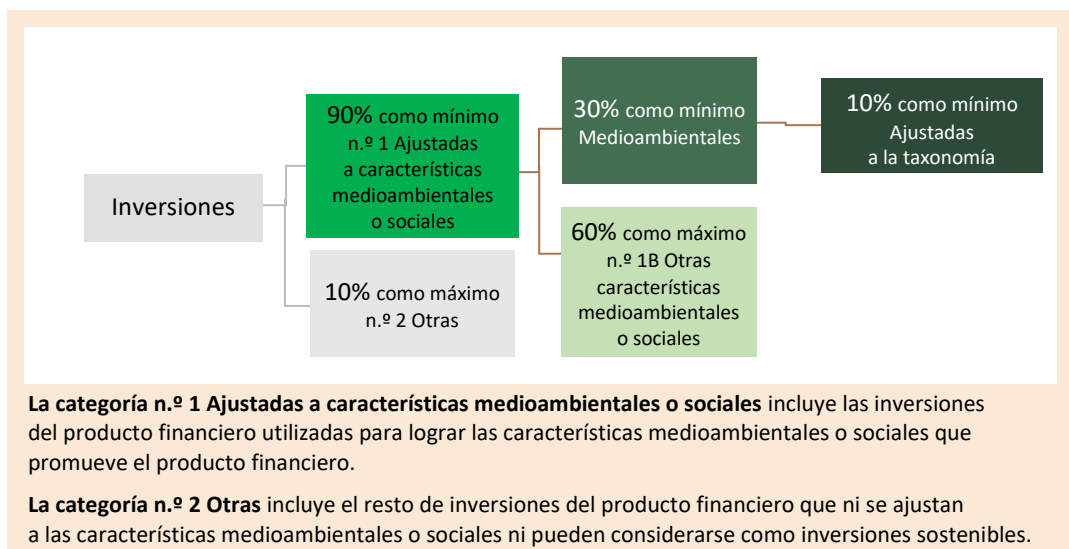 Inversiones
90% como mínimo
n.º 1 Ajustadas
a características
medioambientales
o sociales
10% como máximo
n.º 2 Otras
30% como mínimo
Medioambientales
60% como máximo
n.º 1B Otras
características
medioambientales
o sociales
10% como mínimo
Ajustadas
a la taxonomía
La categoría n.º 1 Ajustadas a características medioambientales o sociales incluye las inversiones
del producto financiero utilizadas para lograr las características medioambientales o sociales que
promueve el producto financiero.
La categoría n.º 2 Otras incluye el resto de inversiones del producto financiero que ni se ajustan
a las características medioambientales o sociales ni pueden considerarse como inversiones sostenibles.